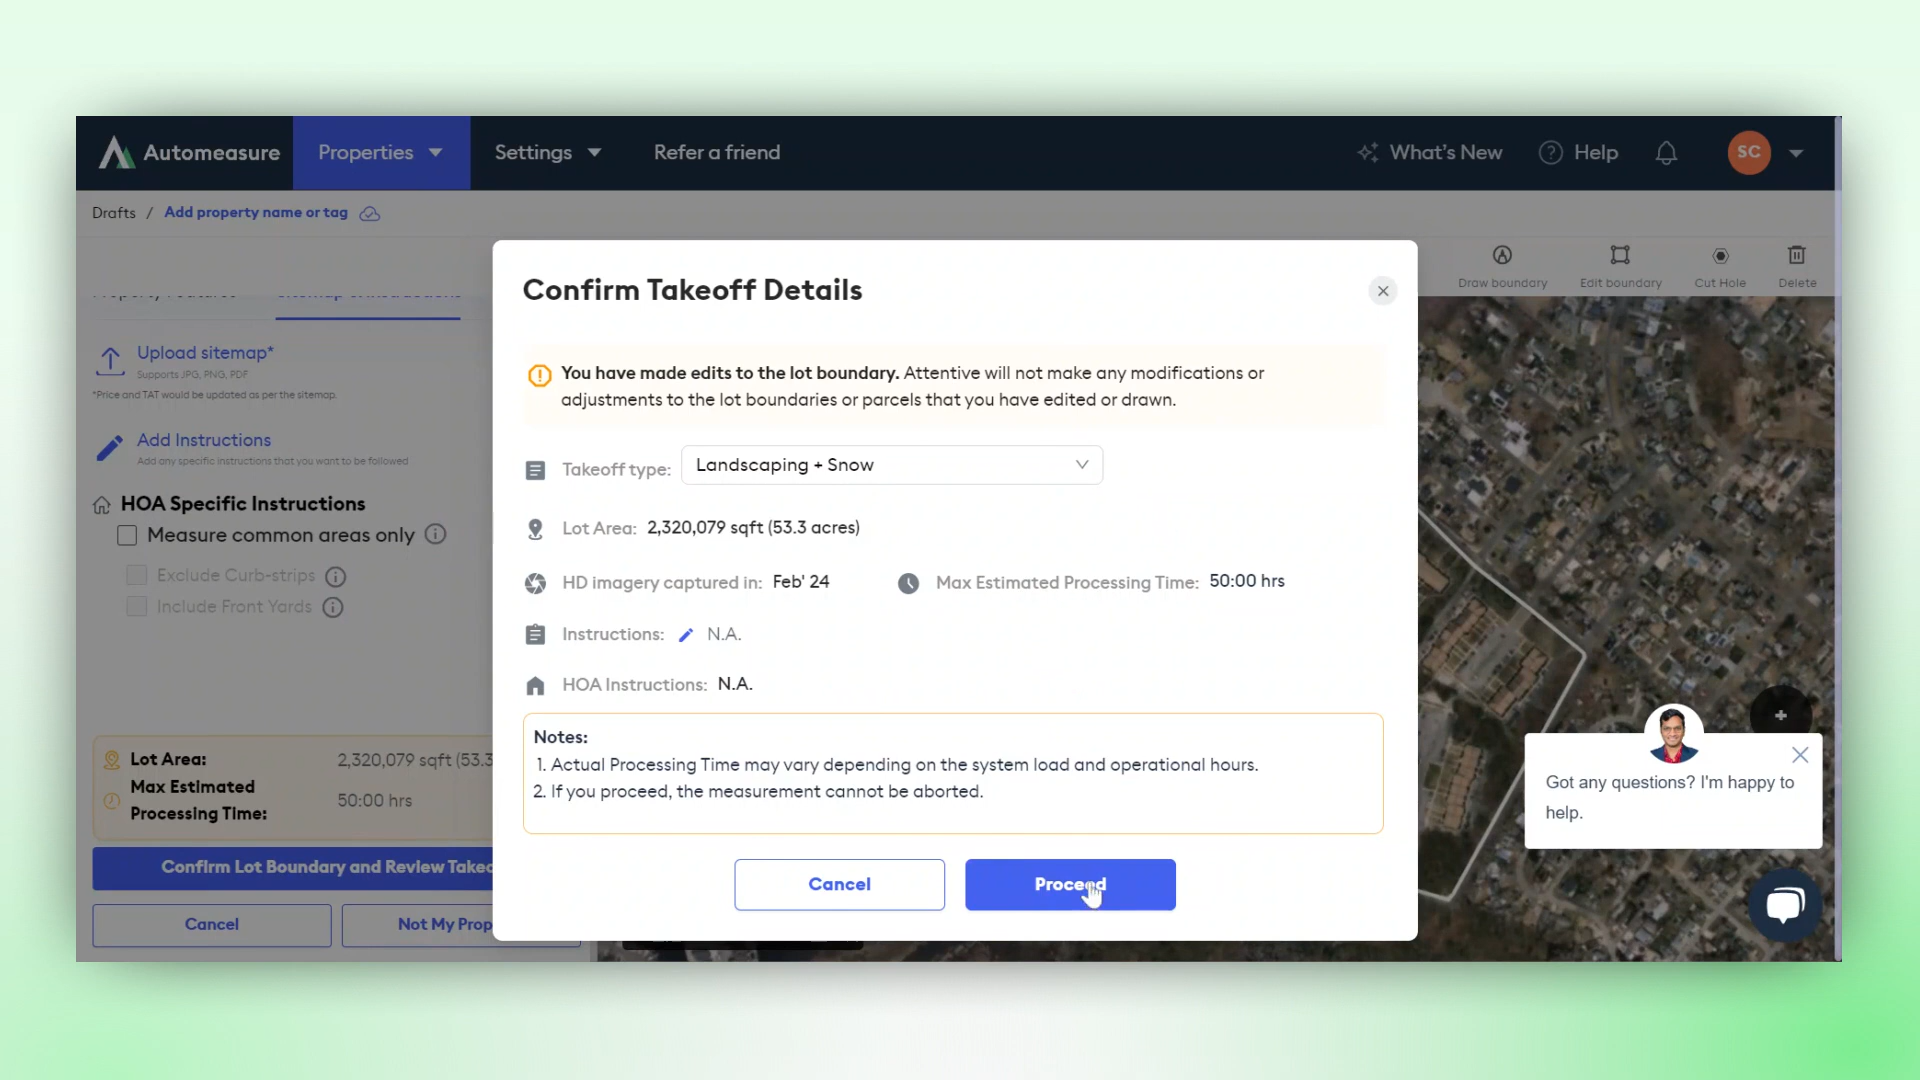 Automeasure
Properties
Settings
Refer a friend
What's New
Help
SC
Drafts / Add property name or tag
Draw boundary
Edit boundary
Cut Hole
Delete
Upload sitemap*
Supports JPG, PNG, PDF
*Price and TAT would be updated as per the sitemap.
Add Instructions
Add any specific instructions that you want to be followed
HOA Specific Instructions
Measure common areas only
Exclude Curb-strips
Include Front Yards
Lot Area: 2,320,079 sqft (53.3
Max Estimated
Processing Time: 50:00 hrs
Confirm Lot Boundary and Review Takeo
Cancel
Not My Prop
Confirm Takeoff Details
You have made edits to the lot boundary. Attentive will not make any modifications or
adjustments to the lot boundaries or parcels that you have edited or drawn.
Takeoff type: Landscaping + Snow
Lot Area: 2,320,079 sqft (53.3 acres)
HD imagery captured in: Feb' 24
Max Estimated Processing Time: 50:00 hrs
Instructions: N.A.
HOA Instructions: N.A.
Notes:
1. Actual Processing Time may vary depending on the system load and operational hours.
2. If you proceed, the measurement cannot be aborted.
Cancel
Proceed
Got any questions? I'm happy to
help.